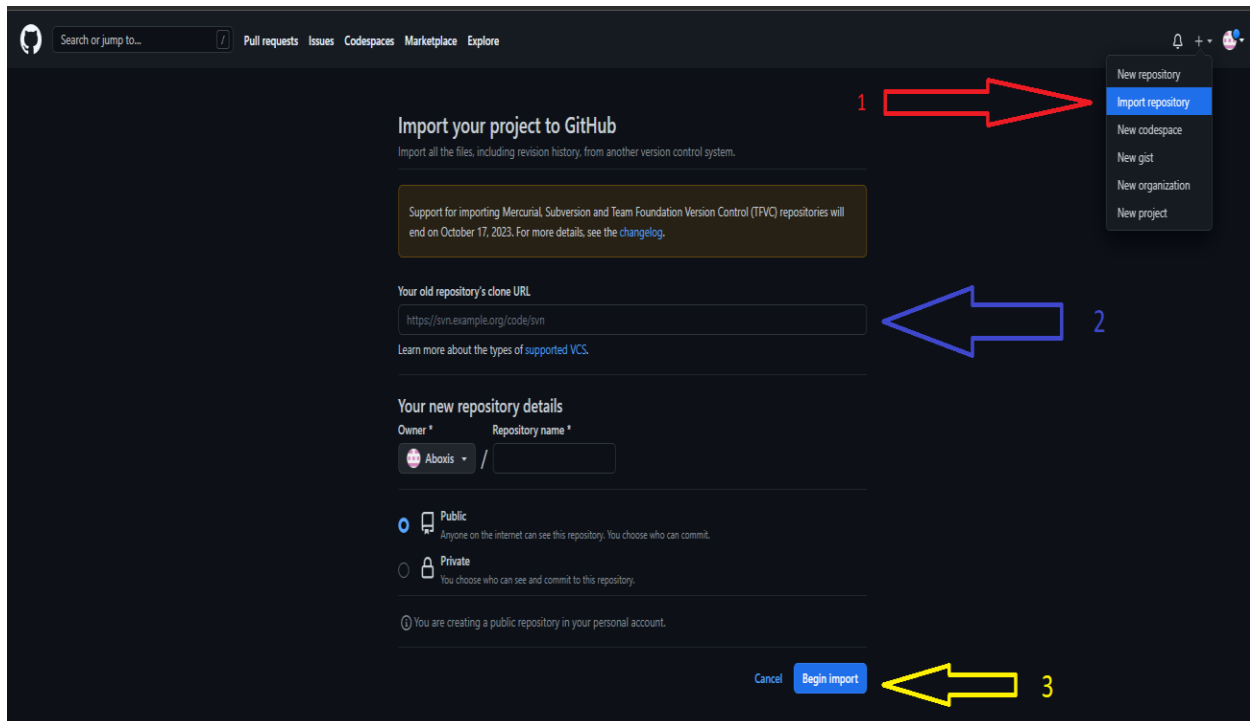 Search or jump to...
/
Pull requests Issues Codespaces Marketplace Explore
New repository
Import repository
New codespace
New gist
New organization
New project
1
Import your project to GitHub
Import all the files, including revision history, from another version control system.
Support for importing Mercurial, Subversion and Team Foundation Version Control (TFVC) repositories will
end on October 17, 2023. For more details, see the changelog.
Your old repository's clone URL
https://svn.example.org/code/svn
2
Learn more about the types of supported VCS.
Your new repository details
Owner * Repository name *
Aboxis /
Public
Anyone on the internet can see this repository. You choose who can commit.
Private
You choose who can see and commit to this repository.
You are creating a public repository in your personal account.
Cancel Begin import
3